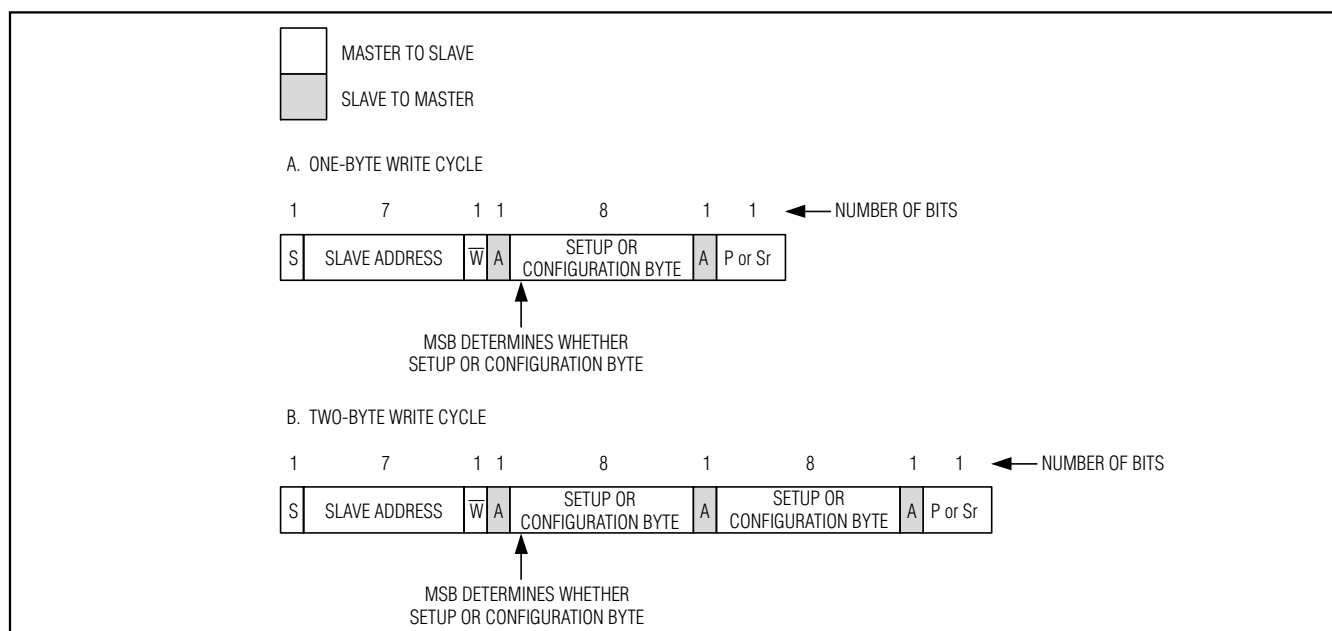 MASTER TO SLAVE
SLAVE TO MASTER
A. ONE-BYTE WRITE CYCLE
1 7 1 1 8 1 1 NUMBER OF BITS
S SLAVE ADDRESS W̅ A SETUP OR CONFIGURATION BYTE A P or Sr
MSB DETERMINES WHETHER
SETUP OR CONFIGURATION BYTE
B. TWO-BYTE WRITE CYCLE
1 7 1 1 8 1 8 1 1 NUMBER OF BITS
S SLAVE ADDRESS W̅ A SETUP OR CONFIGURATION BYTE A SETUP OR CONFIGURATION BYTE A P or Sr
MSB DETERMINES WHETHER
SETUP OR CONFIGURATION BYTE